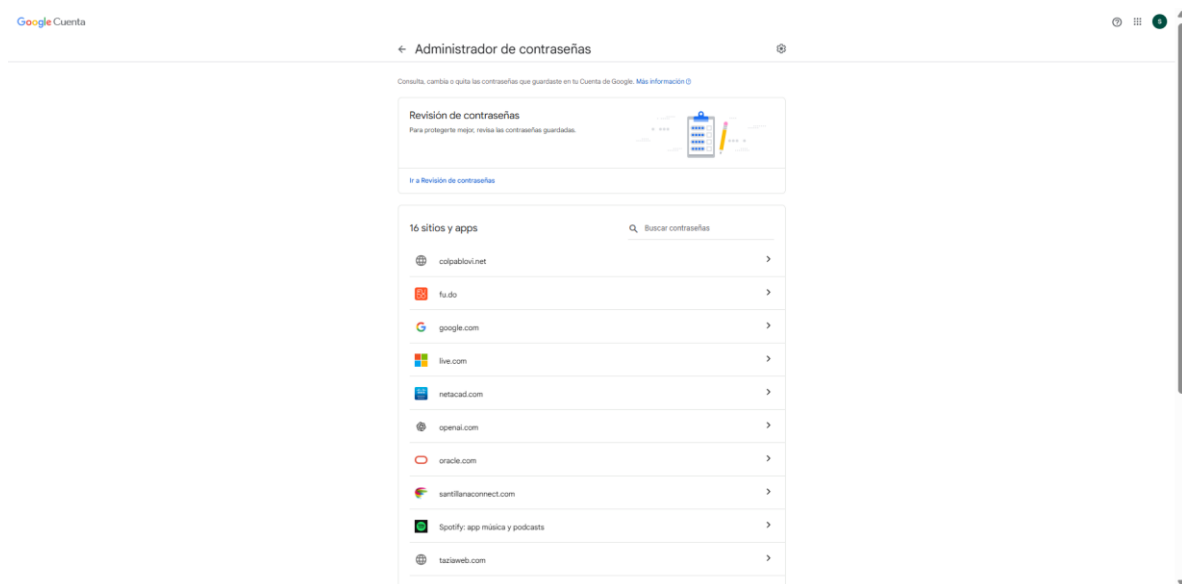 Google Cuenta
S
Administrador de contraseñas
Consulta, cambia o quita las contraseñas que guardaste en tu Cuenta de Google. Más información
Revisión de contraseñas
Para protegerte mejor, revisa las contraseñas guardadas.
Ir a Revisión de contraseñas
16 sitios y apps
Buscar contraseñas
colpablovi.net
fu.do
google.com
live.com
netacad.com
openai.com
oracle.com
santillanaconnect.com
Spotify: app música y podcasts
taziaweb.com